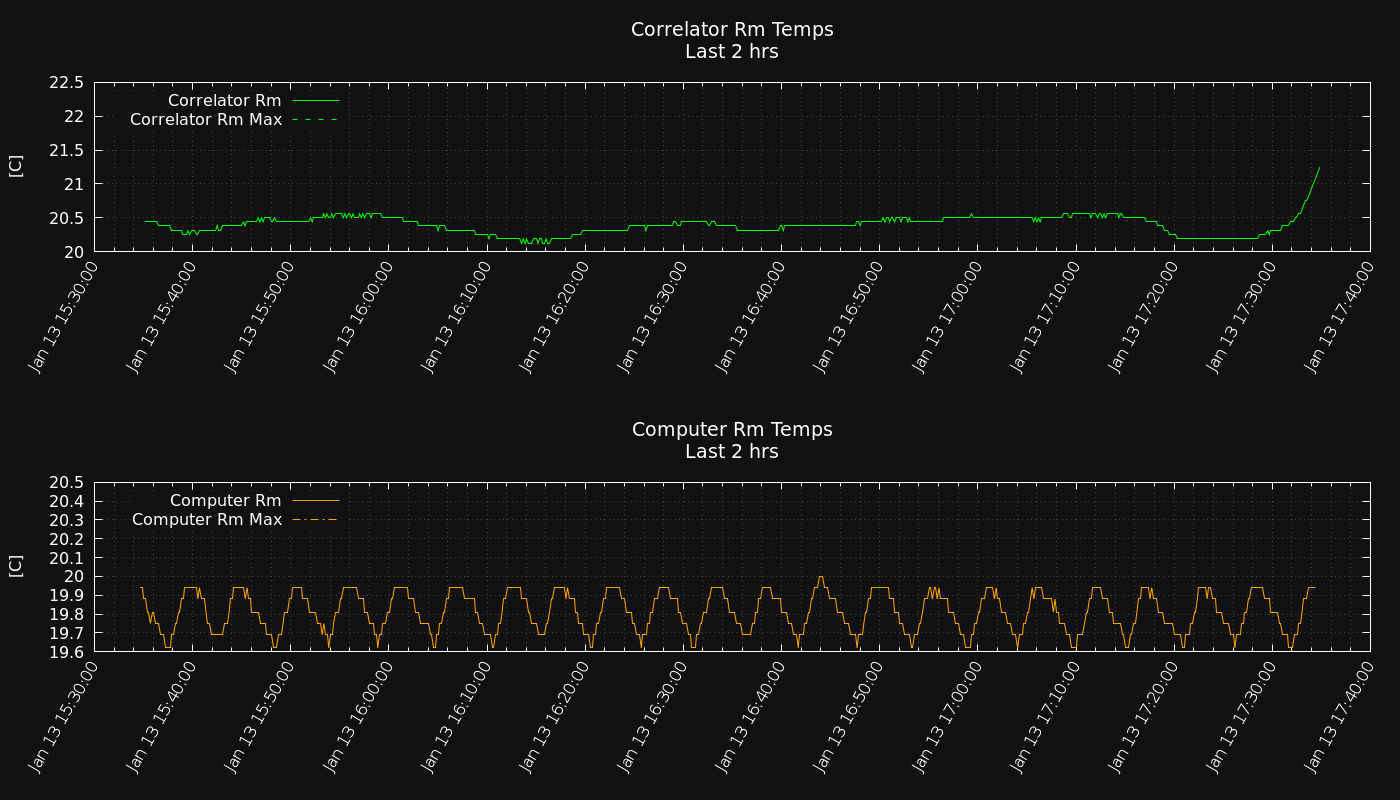 Correlator Rm Temps
Last 2 hrs
22.5
22
21.5
21
20.5
20
[C]
Correlator Rm
Correlator Rm Max
Jan 13 15:30:00
Jan 13 15:40:00
Jan 13 15:50:00
Jan 13 16:00:00
Jan 13 16:10:00
Jan 13 16:20:00
Jan 13 16:30:00
Jan 13 16:40:00
Jan 13 16:50:00
Jan 13 17:00:00
Jan 13 17:10:00
Jan 13 17:20:00
Jan 13 17:30:00
Jan 13 17:40:00
Computer Rm Temps
Last 2 hrs
20.5
20.4
20.3
20.2
20.1
20
19.9
19.8
19.7
19.6
[C]
Computer Rm
Computer Rm Max
Jan 13 15:30:00
Jan 13 15:40:00
Jan 13 15:50:00
Jan 13 16:00:00
Jan 13 16:10:00
Jan 13 16:20:00
Jan 13 16:30:00
Jan 13 16:40:00
Jan 13 16:50:00
Jan 13 17:00:00
Jan 13 17:10:00
Jan 13 17:20:00
Jan 13 17:30:00
Jan 13 17:40:00